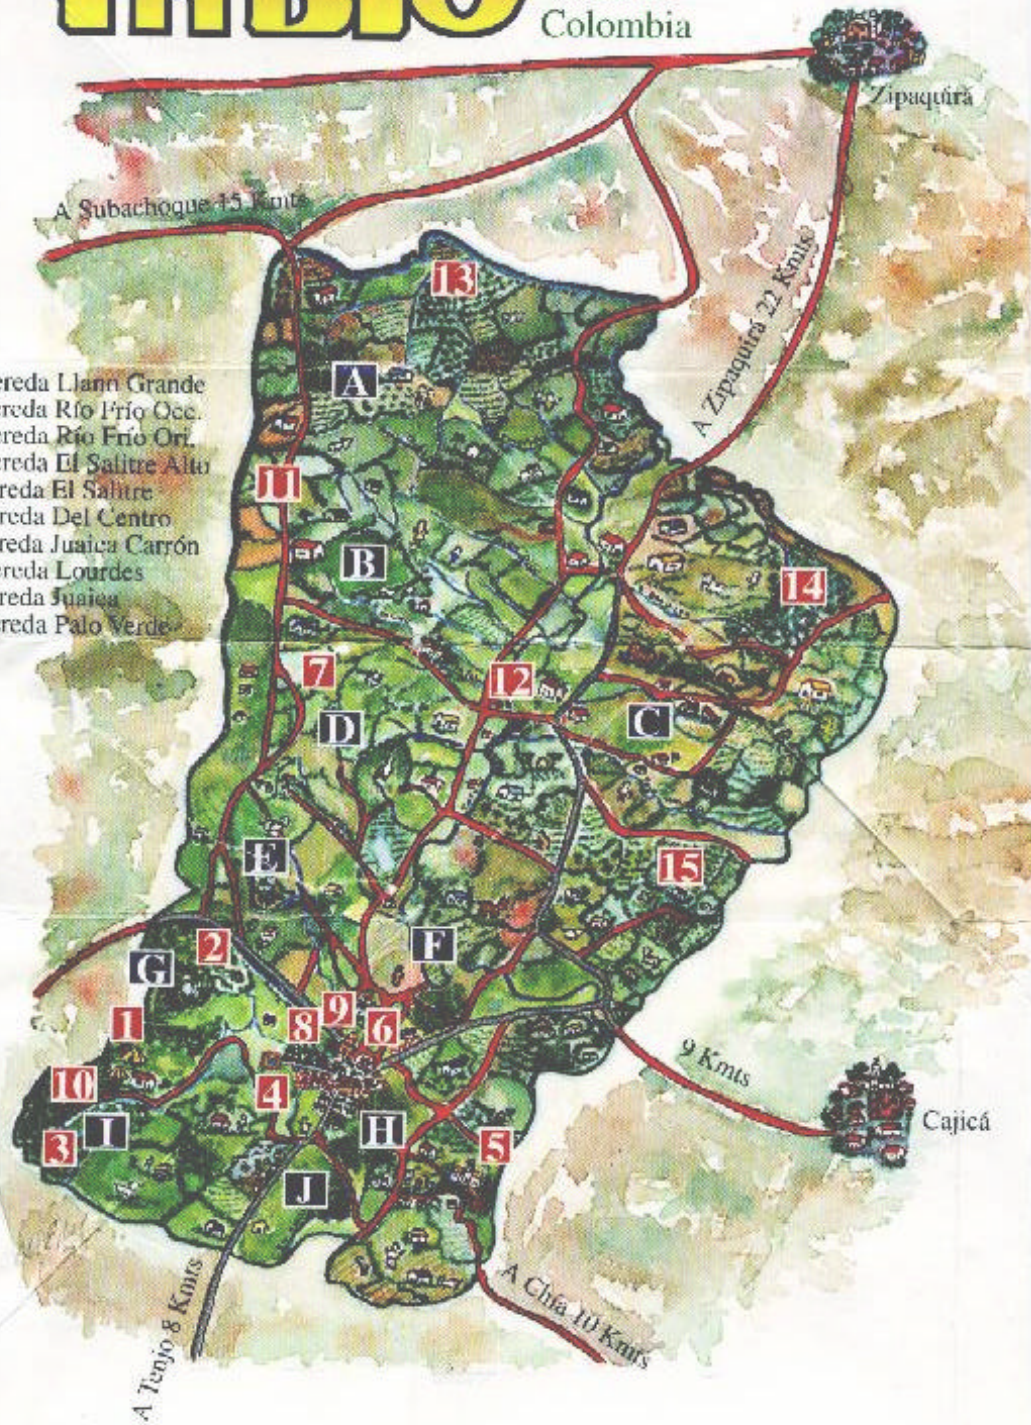 Colombia
Zipaquirá
A Subachoque 15 Kmts
A Zipaquirá 22 Kmts
13
ereda Llano Grande
ereda Río Frío Occ.
ereda Río Frío Ori.
ereda El Salitre Alto
reda El Salitre
reda Del Centro
reda Juaica Carrón
ereda Lourdes
reda Juaica
reda Palo Verde
A
11
B
14
7
12
D
C
E
15
F
G
2
1
8
9
6
9 Kmts
10
4
Cajicá
3
I
H
5
J
A Tenjo 8 Kmts
A Chía 10 Kmts